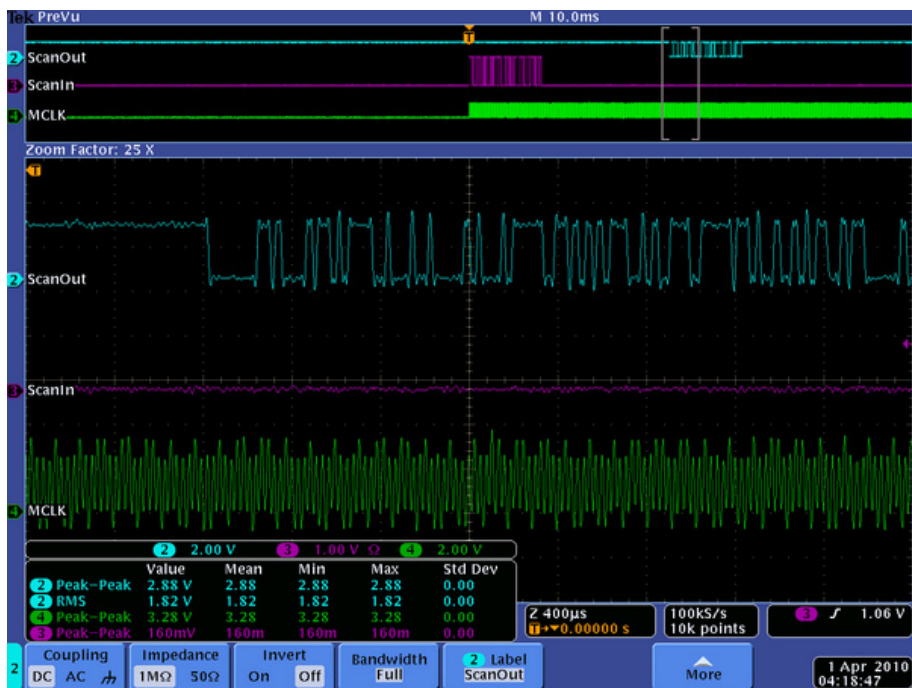 Tek PreVu M 10.0ms
T
2 ScanOut
3 ScanIn
4 MCLK
Zoom Factor: 25 X
T
2 ScanOut
3 ScanIn
4 MCLK
2 2.00 V 3 1.00 V Ω 4 2.00 V
Value Mean Min Max Std Dev
2 Peak-Peak 2.88 V 2.88 2.88 2.88 0.00
2 RMS 1.82 V 1.82 1.82 1.82 0.00
4 Peak-Peak 3.28 V 3.28 3.28 3.28 0.00
3 Peak-Peak 160mV 160m 160m 160m 0.00
Z 400µs 100kS/s 3 1.06 V
T→▼0.00000 s 10k points
2 Coupling Impedance Invert Bandwidth 2 Label More
DC AC 1MΩ 50Ω On Off Full ScanOut
1 Apr 2010
04:18:47